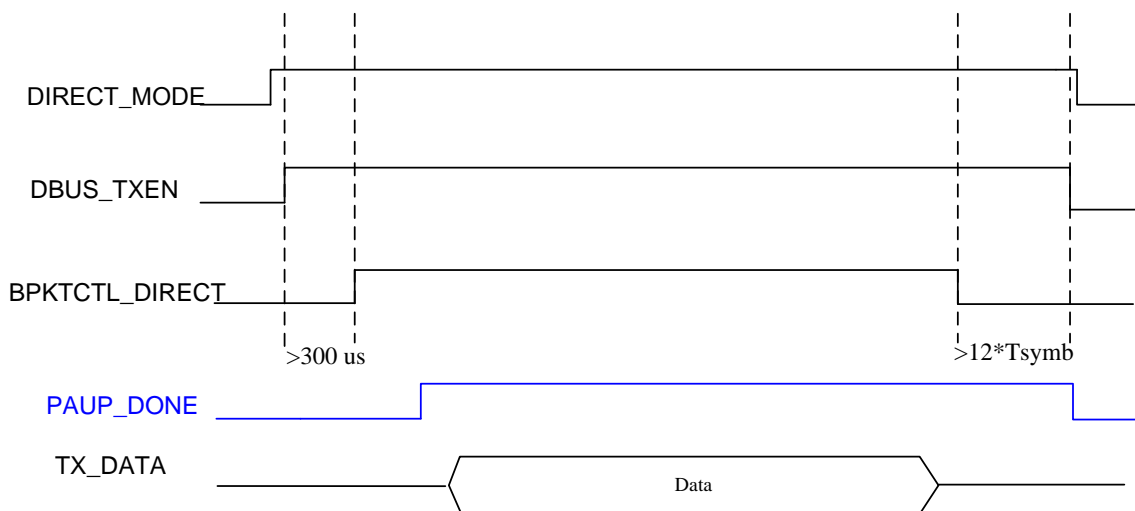 DIRECT_MODE
DBUS_TXEN
BPKTCTL_DIRECT
>300 us
>12*Tsymb
PAUP_DONE
TX_DATA
Data